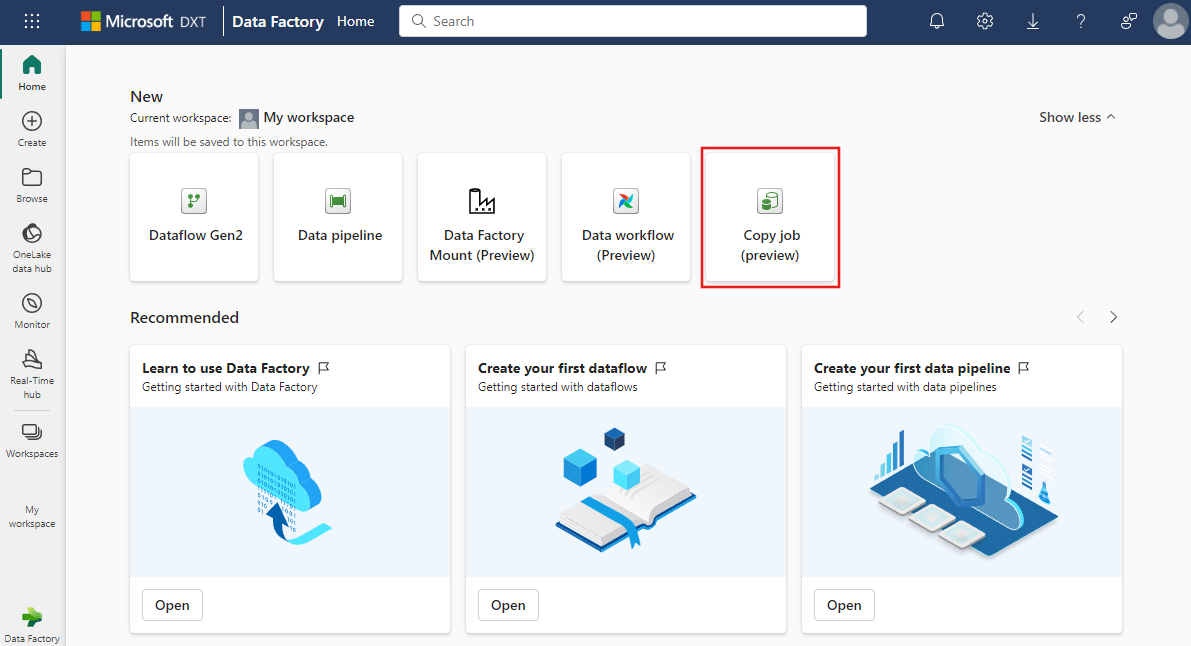 Microsoft DXT Data Factory Home Search ?
Home
Create
Browse
OneLake
data hub
Monitor
Real-Time
hub
Workspaces
My
workspace
Data Factory
New
Current workspace: My workspace
Show less
Items will be saved to this workspace.
Dataflow Gen2
Data pipeline
Data Factory
Mount (Preview)
Data workflow
(Preview)
Copy job
(preview)
Recommended
Learn to use Data Factory
Getting started with Data Factory
Open
Create your first dataflow
Getting started with dataflows
Open
Create your first data pipeline
Getting started with data pipelines
Open